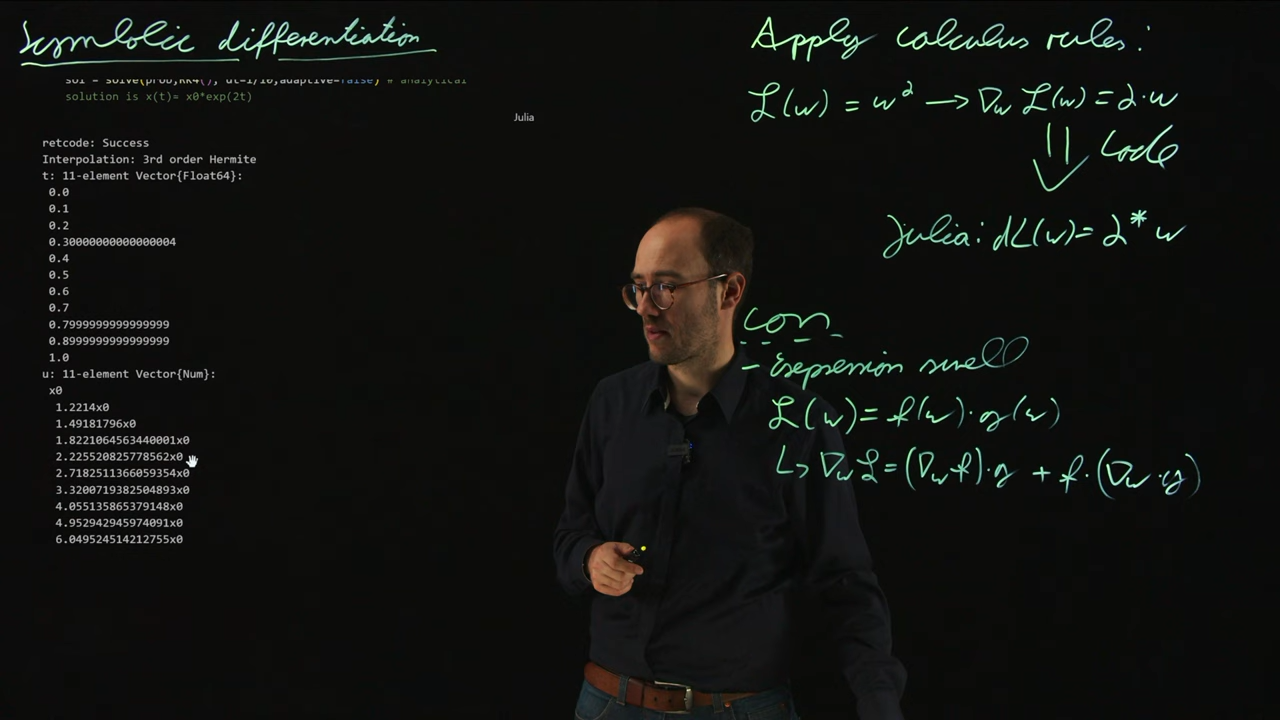 Symbolic differentiation
sol = solve(prob,RK4(), dt=1/10,adaptive=false) # analytical
solution is x(t)= x0*exp(2t)
Julia
retcode: Success
Interpolation: 3rd order Hermite
t: 11-element Vector{Float64}:
0.0
0.1
0.2
0.30000000000000004
0.4
0.5
0.6
0.7
0.7999999999999999
0.8999999999999999
1.0
u: 11-element Vector{Num}:
x0
1.2214x0
1.49181796x0
1.8221064563440001x0
2.225520825778562x0
2.7182511366059354x0
3.3200719382504893x0
4.055135865379148x0
4.952942945974091x0
6.049524514212755x0
Apply calculus rules:
ℒ(w) = w² → ∇w ℒ(w) = 2·w
⇓ Code
Julia: dL(w) = 2 * w
con
- Expression swell
ℒ(w) = f(w)·g(w)
↳ ∇w ℒ = (∇w f)·g + f·(∇w·g)